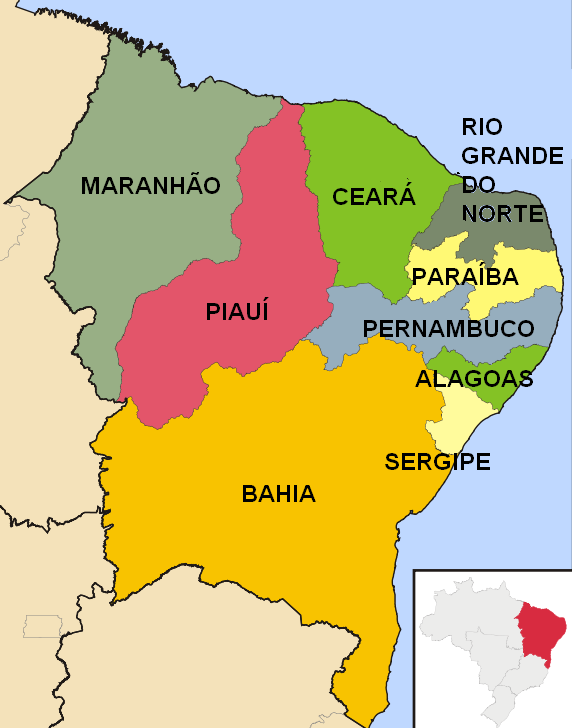 RIO
GRANDE
DO
NORTE
MARANHÃO
CEARÁ
PARAÍBA
PIAUÍ
PERNAMBUCO
ALAGOAS
SERGIPE
BAHIA